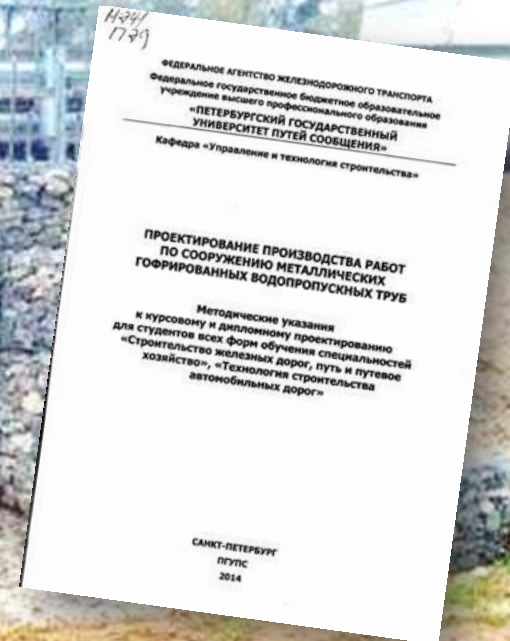 М241
П79
ФЕДЕРАЛЬНОЕ АГЕНТСТВО ЖЕЛЕЗНОДОРОЖНОГО ТРАНСПОРТА
Федеральное государственное бюджетное образовательное
учреждение высшего профессионального образования
«ПЕТЕРБУРГСКИЙ ГОСУДАРСТВЕННЫЙ
УНИВЕРСИТЕТ ПУТЕЙ СООБЩЕНИЯ»
Кафедра «Управление и технология строительства»
ПРОЕКТИРОВАНИЕ ПРОИЗВОДСТВА РАБОТ
ПО СООРУЖЕНИЮ МЕТАЛЛИЧЕСКИХ
ГОФРИРОВАННЫХ ВОДОПРОПУСКНЫХ ТРУБ
Методические указания
к курсовому и дипломному проектированию
для студентов всех форм обучения специальностей
«Строительство железных дорог, путь и путевое
хозяйство», «Технология строительства
автомобильных дорог»
САНКТ-ПЕТЕРБУРГ
ПГУПС
2014